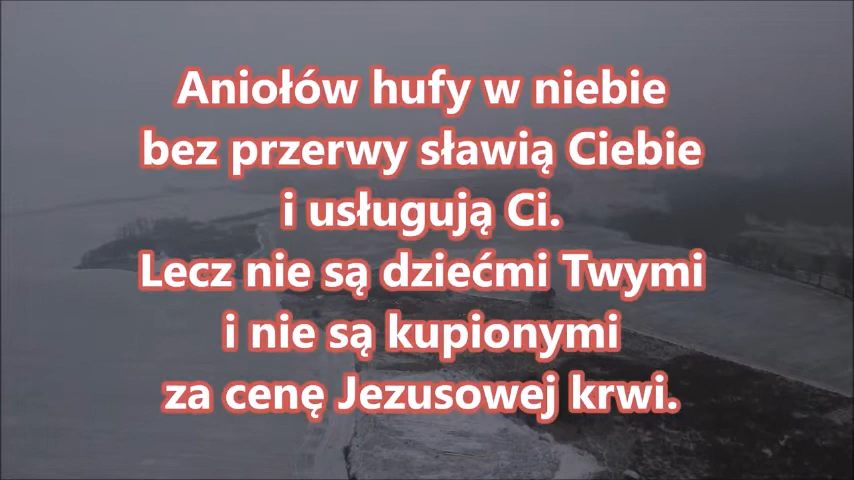 Aniołów hufy w niebie
bez przerwy sławią Ciebie
i usługują Ci.
Lecz nie są dziećmi Twymi
i nie są kupionymi
za cenę Jezusowej krwi.